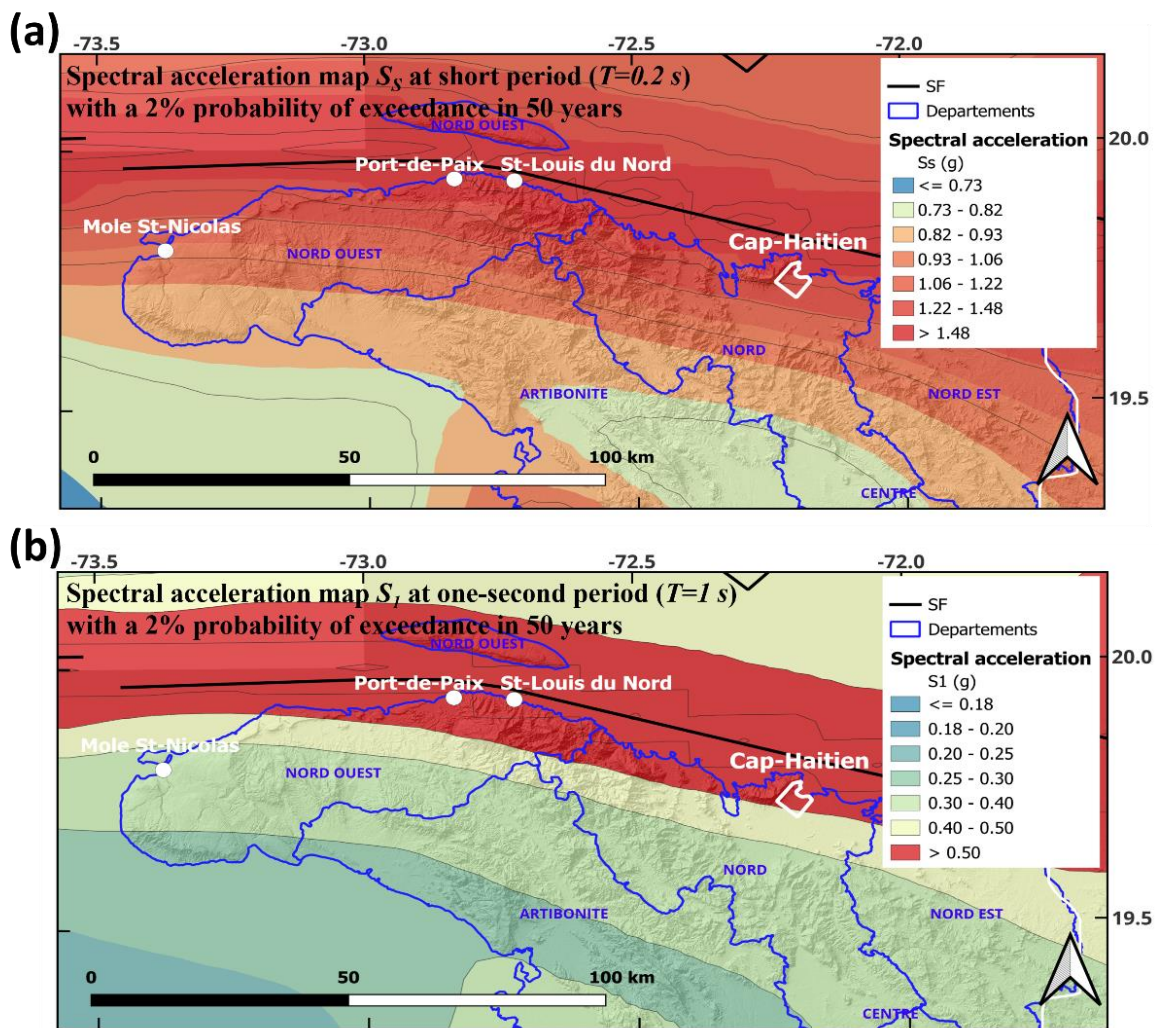 (a)
-73.5 -73.0 -72.5 -72.0
Spectral acceleration map SS at short period (T=0.2 s)
with a 2% probability of exceedance in 50 years
SF
Departements
Spectral acceleration
Ss (g)
<= 0.73
0.73 - 0.82
0.82 - 0.93
0.93 - 1.06
1.06 - 1.22
1.22 - 1.48
> 1.48
20.0
NORD OUEST
Port-de-Paix St-Louis du Nord
Mole St-Nicolas
NORD OUEST
Cap-Haitien
NORD
ARTIBONITE
NORD EST
19.5
0 50 100 km
CENTRE
(b)
-73.5 -73.0 -72.5 -72.0
Spectral acceleration map S1 at one-second period (T=1 s)
with a 2% probability of exceedance in 50 years
SF
Departements
Spectral acceleration
S1 (g)
<= 0.18
0.18 - 0.20
0.20 - 0.25
0.25 - 0.30
0.30 - 0.40
0.40 - 0.50
> 0.50
20.0
NORD OUEST
Port-de-Paix St-Louis du Nord
Mole St-Nicolas
NORD OUEST
Cap-Haitien
NORD
ARTIBONITE
NORD EST
19.5
0 50 100 km
CENTRE